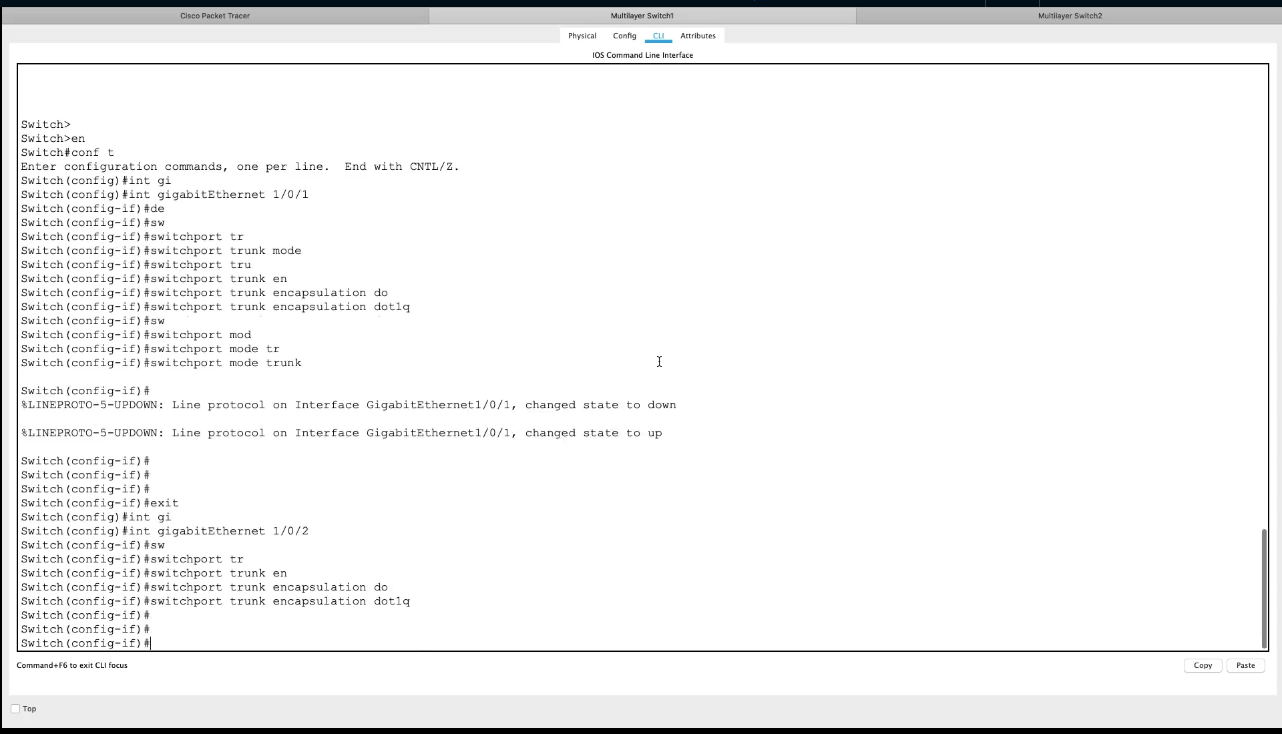 Cisco Packet Tracer
Multilayer Switch1
Multilayer Switch2
Physical Config CLI Attributes
IOS Command Line Interface
Switch>
Switch>en
Switch#conf t
Enter configuration commands, one per line.  End with CNTL/Z.
Switch(config)#int gi
Switch(config)#int gigabitEthernet 1/0/1
Switch(config-if)#de
Switch(config-if)#sw
Switch(config-if)#switchport tr
Switch(config-if)#switchport trunk mode
Switch(config-if)#switchport tru
Switch(config-if)#switchport trunk en
Switch(config-if)#switchport trunk encapsulation do
Switch(config-if)#switchport trunk encapsulation dot1q
Switch(config-if)#sw
Switch(config-if)#switchport mod
Switch(config-if)#switchport mode tr
Switch(config-if)#switchport mode trunk
Switch(config-if)#
%LINEPROTO-5-UPDOWN: Line protocol on Interface GigabitEthernet1/0/1, changed state to down
%LINEPROTO-5-UPDOWN: Line protocol on Interface GigabitEthernet1/0/1, changed state to up
Switch(config-if)#
Switch(config-if)#
Switch(config-if)#
Switch(config-if)#exit
Switch(config)#int gi
Switch(config)#int gigabitEthernet 1/0/2
Switch(config-if)#sw
Switch(config-if)#switchport tr
Switch(config-if)#switchport trunk en
Switch(config-if)#switchport trunk encapsulation do
Switch(config-if)#switchport trunk encapsulation dot1q
Switch(config-if)#
Switch(config-if)#
Switch(config-if)#
Command+F6 to exit CLI focus
Copy Paste
Top